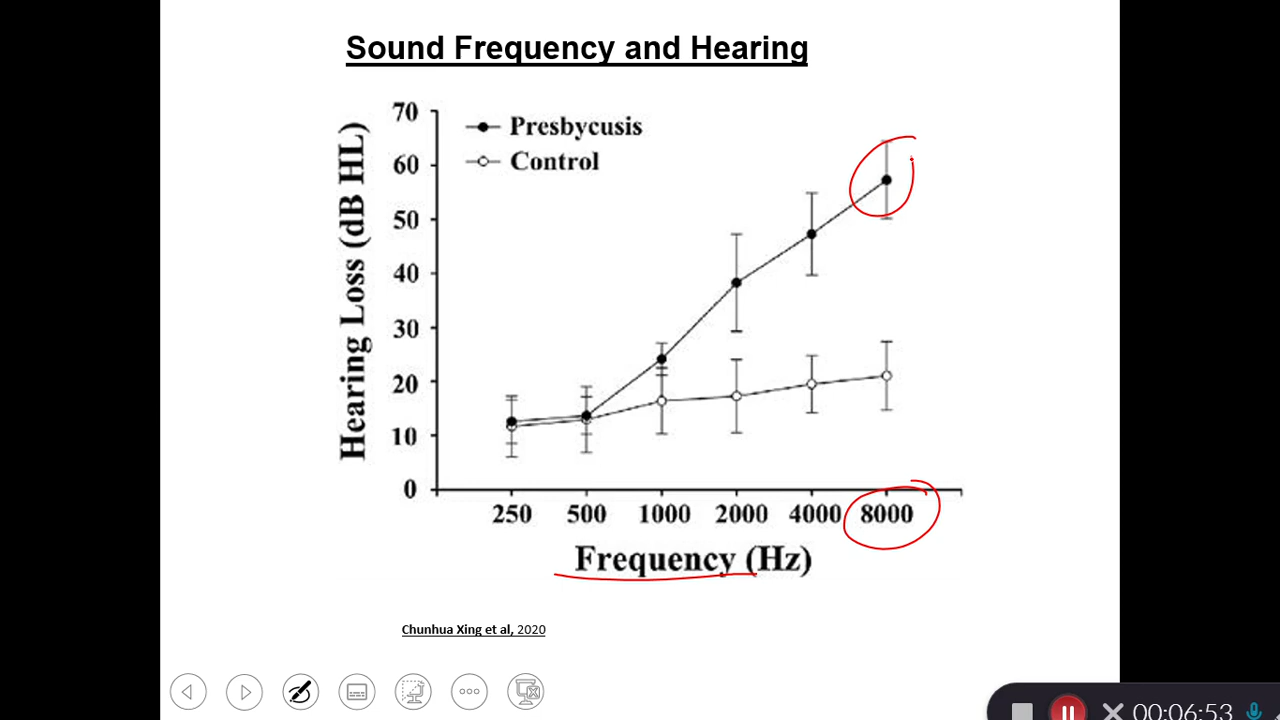 Sound Frequency and Hearing
70
Presbycusis
Control
60
50
40
30
20
10
0
Hearing Loss (dB HL)
250 500 1000 2000 4000 8000
Frequency (Hz)
Chunhua Xing et al, 2020
00:06:53